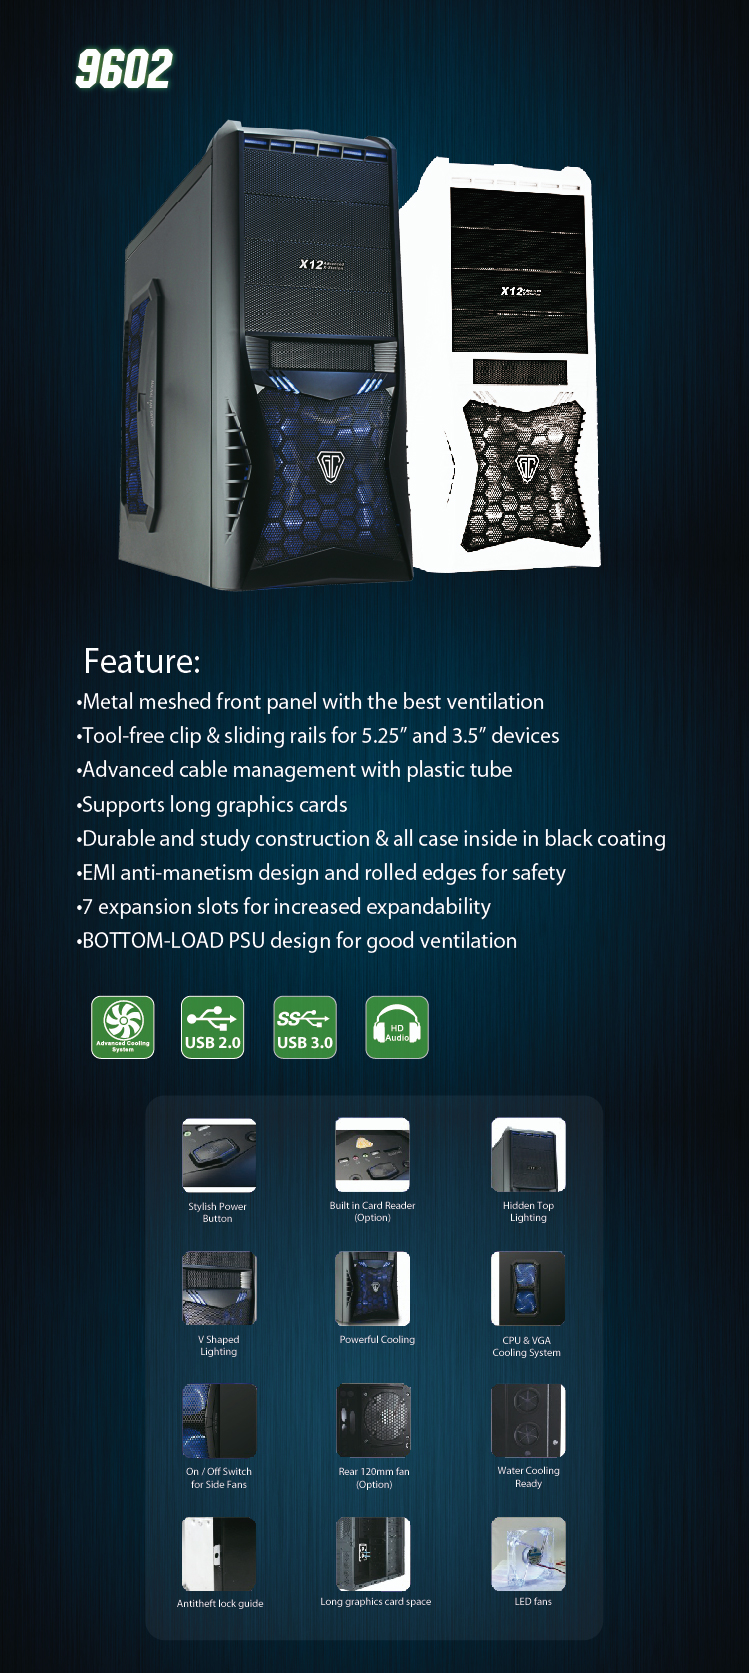 9602
X12 Advanced
X-Station
X12
Feature:
•Metal meshed front panel with the best ventilation
•Tool-free clip & sliding rails for 5.25” and 3.5” devices
•Advanced cable management with plastic tube
•Supports long graphics cards
•Durable and study construction & all case inside in black coating
•EMI anti-manetism design and rolled edges for safety
•7 expansion slots for increased expandability
•BOTTOM-LOAD PSU design for good ventilation
Advanced Cooling
System
USB 2.0
SS
USB 3.0
HD
Audio
Stylish Power
Button
Built in Card Reader
(Option)
Hidden Top
Lighting
V Shaped
Lighting
Powerful Cooling
CPU & VGA
Cooling System
On / Off Switch
for Side Fans
Rear 120mm fan
(Option)
Water Cooling
Ready
Antitheft lock guide
Long graphics card space
LED fans